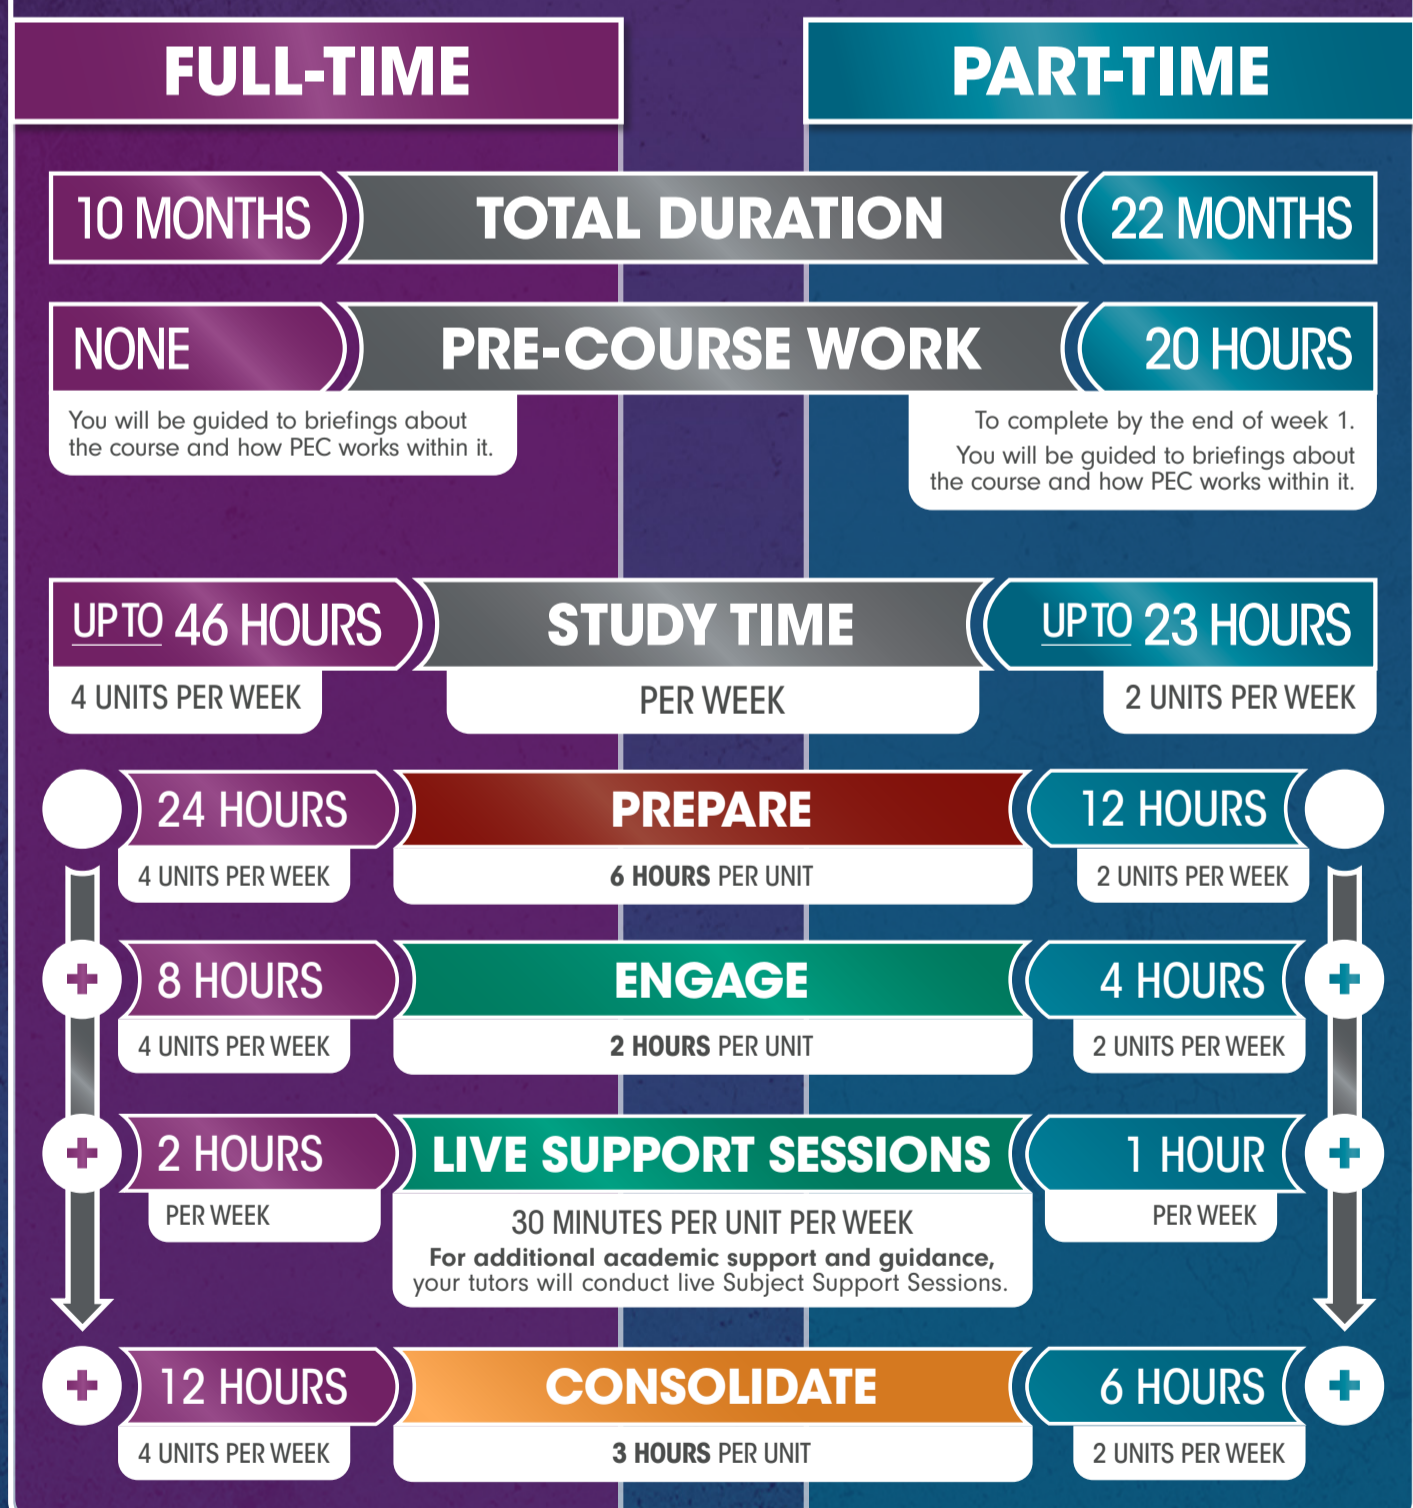 FULL-TIME
PART-TIME
10 MONTHS
TOTAL DURATION
22 MONTHS
NONE
PRE-COURSE WORK
20 HOURS
You will be guided to briefings about
the course and how PEC works within it.
To complete by the end of week 1.
You will be guided to briefings about
the course and how PEC works within it.
UP TO 46 HOURS
STUDY TIME
UP TO 23 HOURS
4 UNITS PER WEEK
PER WEEK
2 UNITS PER WEEK
24 HOURS
PREPARE
12 HOURS
4 UNITS PER WEEK
6 HOURS PER UNIT
2 UNITS PER WEEK
+
8 HOURS
ENGAGE
4 HOURS
+
4 UNITS PER WEEK
2 HOURS PER UNIT
2 UNITS PER WEEK
+
2 HOURS
LIVE SUPPORT SESSIONS
1 HOUR
+
PER WEEK
30 MINUTES PER UNIT PER WEEK
For additional academic support and guidance,
your tutors will conduct live Subject Support Sessions.
PER WEEK
+
12 HOURS
CONSOLIDATE
6 HOURS
+
4 UNITS PER WEEK
3 HOURS PER UNIT
2 UNITS PER WEEK